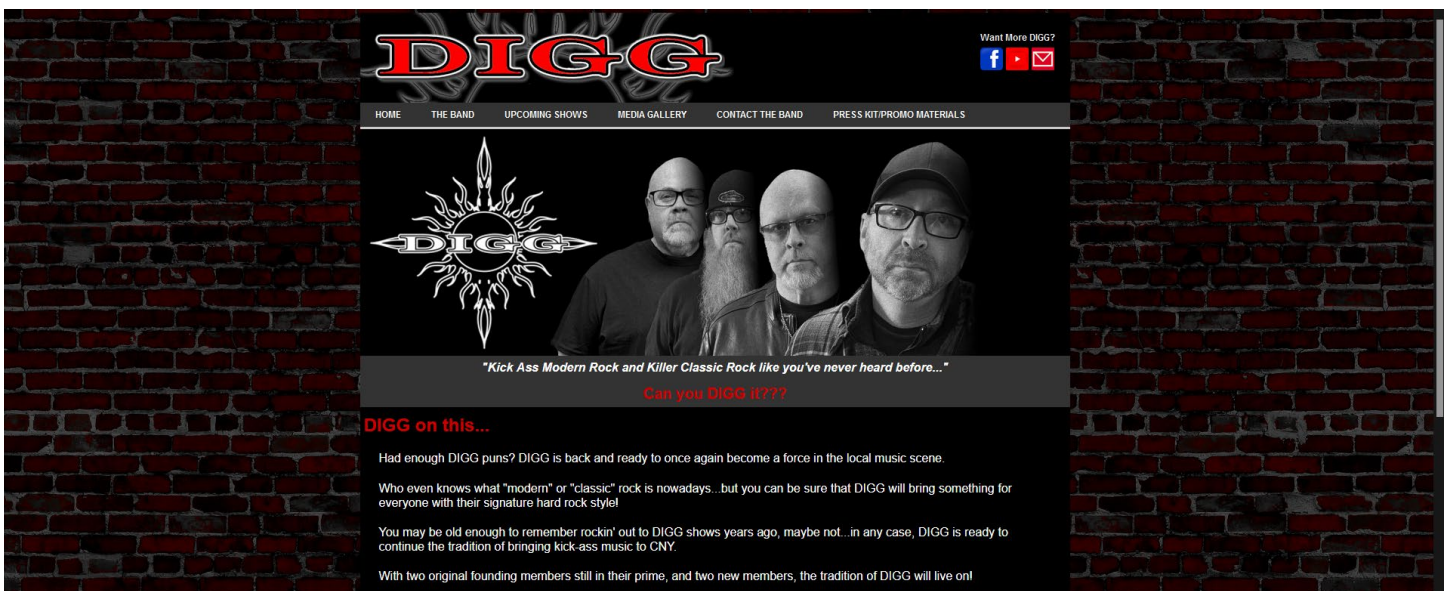 DIGG
Want More DIGG?
HOME THE BAND UPCOMING SHOWS MEDIA GALLERY CONTACT THE BAND PRESS KIT/PROMO MATERIALS
DIGG
"Kick Ass Modern Rock and Killer Classic Rock like you've never heard before..."
Can you DIGG it???
DIGG on this...
Had enough DIGG puns? DIGG is back and ready to once again become a force in the local music scene.
Who even knows what "modern" or "classic" rock is nowadays...but you can be sure that DIGG will bring something for
everyone with their signature hard rock style!
You may be old enough to remember rockin' out to DIGG shows years ago, maybe not...in any case, DIGG is ready to
continue the tradition of bringing kick-ass music to CNY.
With two original founding members still in their prime, and two new members, the tradition of DIGG will live on!